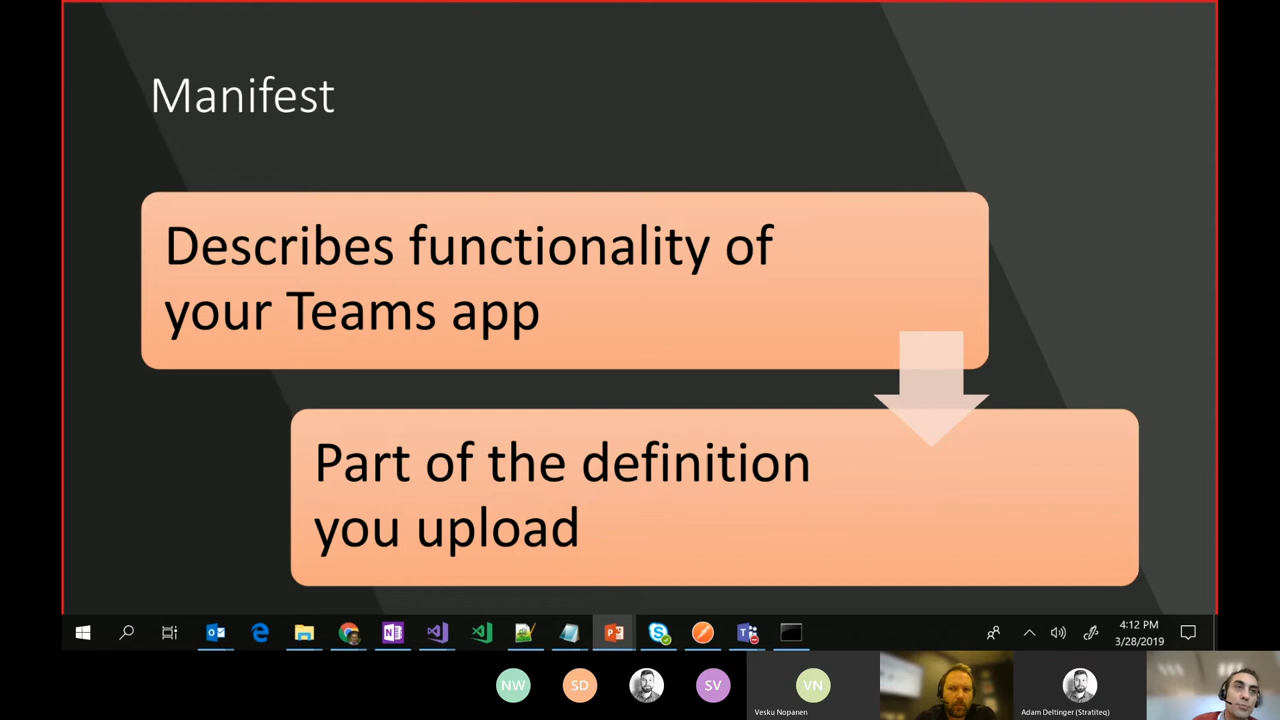 Manifest
Describes functionality of
your Teams app
Part of the definition
you upload
4:12 PM
3/28/2019
NW
SD
SV
VN
Vesku Nopanen
Adam Deltinger (Stratiteq)